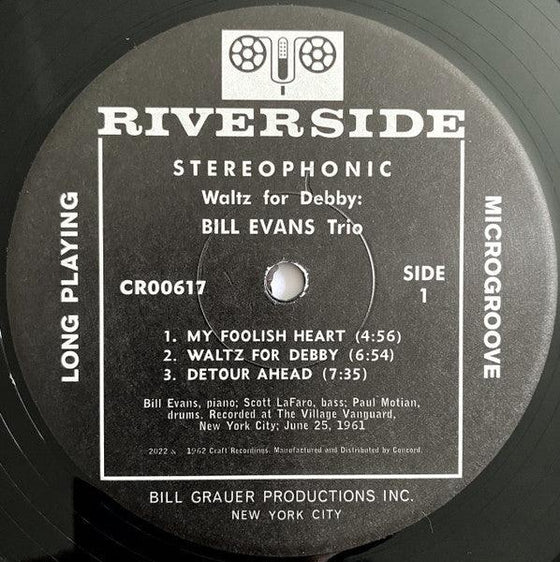 RIVERSIDE
STEREOPHONIC
Waltz for Debby:
BILL EVANS Trio
LONG PLAYING
MICROGROOVE
CR00617
SIDE
1
1. MY FOOLISH HEART (4:56)
2. WALTZ FOR DEBBY (6:54)
3. DETOUR AHEAD (7:35)
Bill Evans, piano; Scott LaFaro, bass; Paul Motian,
drums, Recorded at The Village Vanguard,
New York City; June 25, 1961
2022 & 1962 Craft Recordings. Manufactured and Distributed by Concord.
BILL GRAUER PRODUCTIONS INC.
NEW YORK CITY